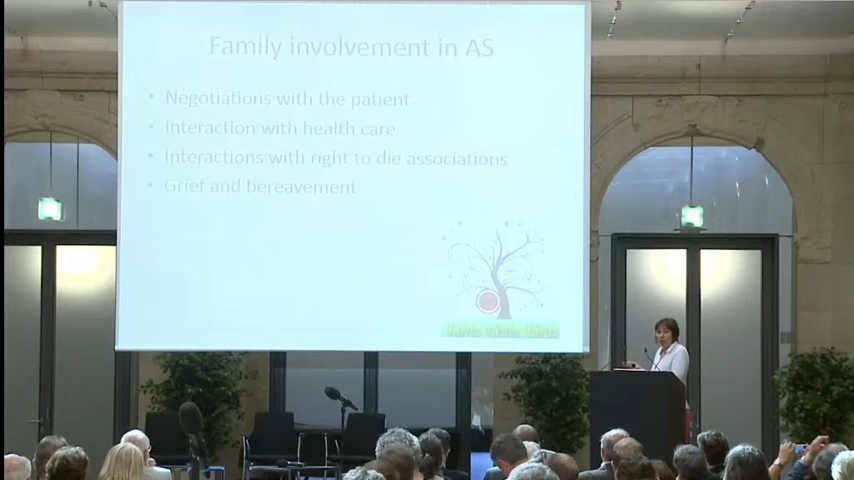 Family involvement in AS
• Negotiations with the patient
• Interaction with health care
• Interactions with right to die associations
• Grief and bereavement